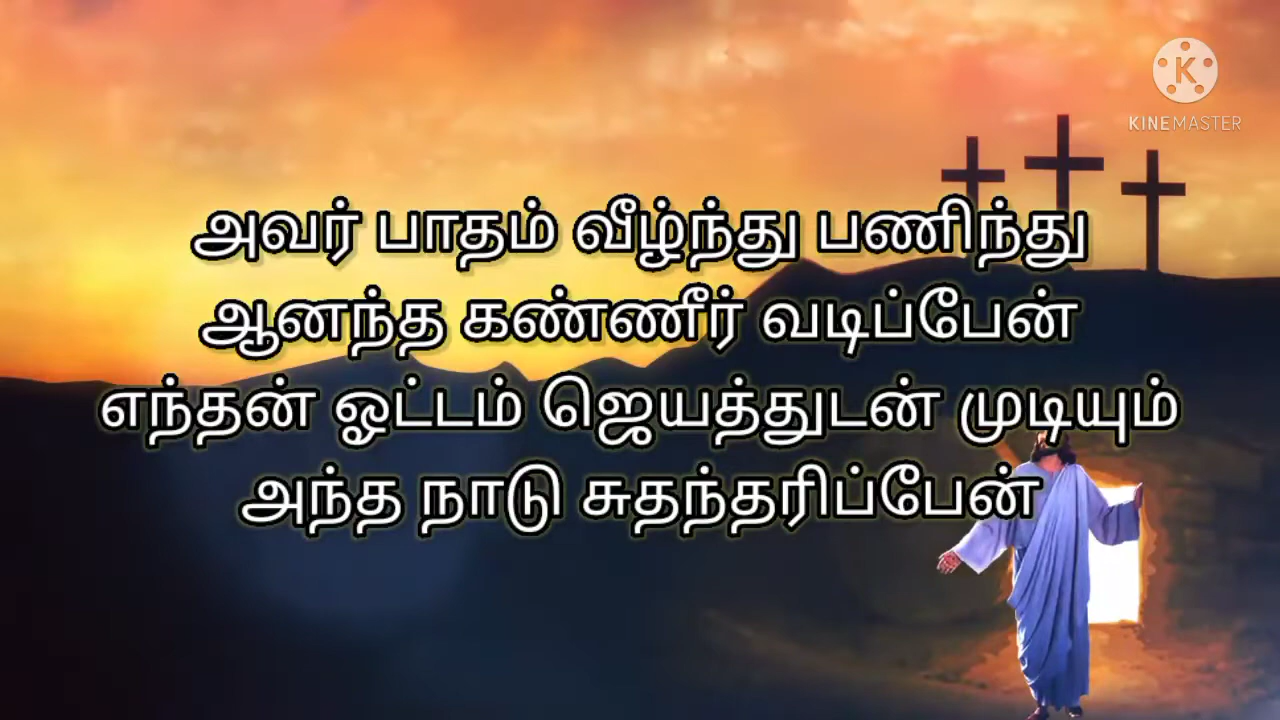 KINEMASTER
அவர் பாதம் வீழ்ந்து பணிந்து
ஆனந்த கண்ணீர் வடிப்பேன்
எந்தன் ஓட்டம் ஜெயத்துடன் முடியும்
அந்த நாடு சுதந்தரிப்பேன்